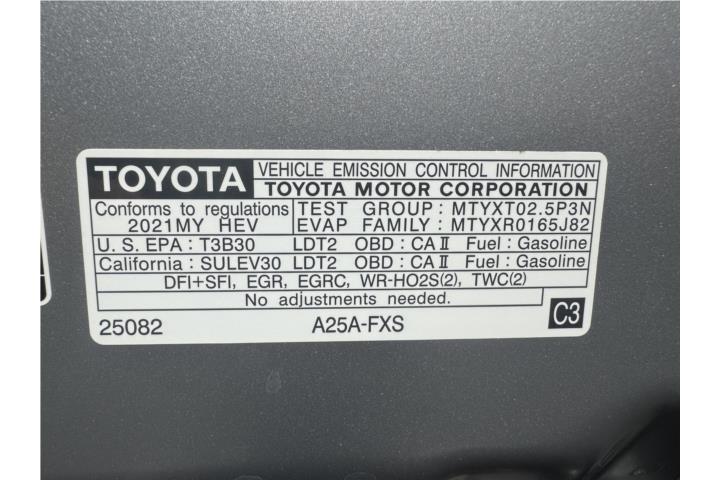 TOYOTA VEHICLE EMISSION CONTROL INFORMATION
TOYOTA MOTOR CORPORATION
Conforms to regulations TEST GROUP: MTYXT02.5P3N
2021MY HEV EVAP FAMILY: MTYXR0165J82
U.S. EPA: T3B30 LDT2 OBD: CA II Fuel: Gasoline
California: SULEV30 LDT2 OBD: CA II Fuel: Gasoline
DFI+SFI, EGR, EGRC, WR-HO2S(2), TWC(2)
No adjustments needed.
25082 A25A-FXS C3